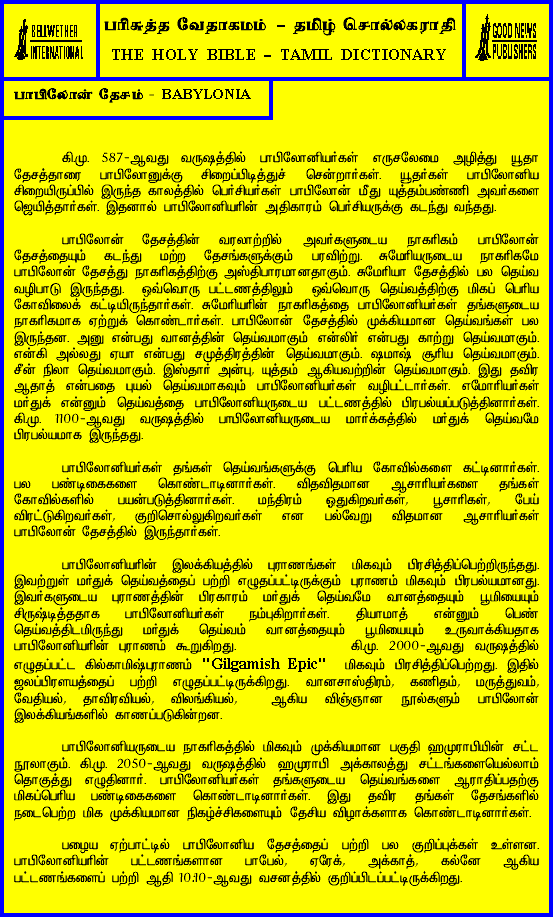 BELLWETHER
INTERNATIONAL
பரிசுத்த வேதாகமம் – தமிழ் சொல்லகராதி
THE HOLY BIBLE – TAMIL DICTIONARY
GOOD NEWS
PUBLISHERS
பாபிலோன் தேசம் - BABYLONIA
கி.மு. 587-ஆவது வருஷத்தில் பாபிலோனியர்கள் எருசலேமை அழித்து யூதா
தேசத்தாரை பாபிலோனுக்கு சிறைப்பிடித்துச் சென்றார்கள். யூதர்கள் பாபிலோனிய
சிறையிருப்பில் இருந்த காலத்தில் பெர்சியர்கள் பாபிலோன் மீது யுத்தம்பண்ணி அவர்களை
ஜெயித்தார்கள். இதனால் பாபிலோனியரின் அதிகாரம் பெர்சியருக்கு கடந்து வந்தது.
பாபிலோன் தேசத்தின் வரலாற்றில் அவர்களுடைய நாகரிகம் பாபிலோன்
தேசத்தையும் கடந்து மற்ற தேசங்களுக்கும் பரவிற்று. சுமேரியருடைய நாகரிகமே
பாபிலோன் தேசத்து நாகரிகத்திற்கு அஸ்திபாரமானதாகும். சுமேரியா தேசத்தில் பல தெய்வ
வழிபாடு இருந்தது. ஒவ்வொரு பட்டணத்திலும் ஒவ்வொரு தெய்வத்திற்கு மிகப் பெரிய
கோவிலைக் கட்டியிருந்தார்கள். சுமேரியரின் நாகரிகத்தை பாபிலோனியர்கள் தங்களுடைய
நாகரிகமாக ஏற்றுக் கொண்டார்கள். பாபிலோன் தேசத்தில் முக்கியமான தெய்வங்கள் பல
இருந்தன. அனு என்பது வானத்தின் தெய்வமாகும் என்லிர் என்பது காற்று தெய்வமாகும்.
என்கி அல்லது ஏயா என்பது சமுத்திரத்தின் தெய்வமாகும். ஷமாஷ் சூரிய தெய்வமாகும்.
சீன் நிலா தெய்வமாகும். இஸ்தார் அன்பு, யுத்தம் ஆகியவற்றின் தெய்வமாகும். இது தவிர
ஆதாத் என்பதை புயல் தெய்வமாகவும் பாபிலோனியர்கள் வழிபட்டார்கள். எமோரியர்கள்
மர்துக் என்னும் தெய்வத்தை பாபிலோனியருடைய பட்டணத்தில் பிரபல்யப்படுத்தினார்கள்.
கி.மு. 1100-ஆவது வருஷத்தில் பாபிலோனியருடைய மார்க்கத்தில் மர்துக் தெய்வமே
பிரபல்யமாக இருந்தது.
பாபிலோனியர்கள் தங்கள் தெய்வங்களுக்கு பெரிய கோவில்களை கட்டினார்கள்.
பல பண்டிகைகளை கொண்டாடினார்கள். விதவிதமான ஆசாரியர்களை தங்கள்
கோவில்களில் பயன்படுத்தினார்கள். மந்திரம் ஓதுகிறவர்கள், பூசாரிகள், பேய்
விரட்டுகிறவர்கள், குறிசொல்லுகிறவர்கள் என பல்வேறு விதமான ஆசாரியர்கள்
பாபிலோன் தேசத்தில் இருந்தார்கள்.
பாபிலோனியரின் இலக்கியத்தில் புராணங்கள் மிகவும் பிரசித்திப்பெற்றிருந்தது.
இவற்றுள் மர்துக் தெய்வத்தைப் பற்றி எழுதப்பட்டிருக்கும் புராணம் மிகவும் பிரபல்யமானது.
இவர்களுடைய புராணத்தின் பிரகாரம் மர்துக் தெய்வமே வானத்தையும் பூமியையும்
சிருஷ்டித்ததாக பாபிலோனியர்கள் நம்புகிறார்கள். தியாமாத் என்னும் பெண்
தெய்வத்திடமிருந்து மர்துக் தெய்வம் வானத்தையும் பூமியையும் உருவாக்கியதாக
பாபிலோனியரின் புராணம் கூறுகிறது. கி.மு. 2000-ஆவது வருஷத்தில்
எழுதப்பட்ட கில்காமிஷ்புராணம் "Gilgamish Epic" மிகவும் பிரசித்திப்பெற்றது. இதில்
ஜலப்பிரளயத்தைப் பற்றி எழுதப்பட்டிருக்கிறது. வானசாஸ்திரம், கணிதம், மருத்துவம்,
வேதியல், தாவிரவியல், விலங்கியல், ஆகிய விஞ்ஞான நூல்களும் பாபிலோன்
இலக்கியங்களில் காணப்படுகின்றன.
பாபிலோனியருடைய நாகரிகத்தில் மிகவும் முக்கியமான பகுதி ஹமுராபியின் சட்ட
நூலாகும். கி.மு. 2050-ஆவது வருஷத்தில் ஹமுராபி அக்காலத்து சட்டங்களையெல்லாம்
தொகுத்து எழுதினார். பாபிலோனியர்கள் தங்களுடைய தெய்வங்களை ஆராதிப்பதற்கு
மிகப்பெரிய பண்டிகைகளை கொண்டாடினார்கள். இது தவிர தங்கள் தேசங்களில்
நடைபெற்ற மிக முக்கியமான நிகழ்ச்சிகளையும் தேசிய விழாக்களாக கொண்டாடினார்கள்.
பழைய ஏற்பாட்டில் பாபிலோனிய தேசத்தைப் பற்றி பல குறிப்புக்கள் உள்ளன.
பாபிலோனியரின் பட்டணங்களான பாபேல், ஏரேக், அக்காத், கல்னே ஆகிய
பட்டணங்களைப் பற்றி ஆதி 10:10-ஆவது வசனத்தில் குறிப்பிடப்பட்டிருக்கிறது.